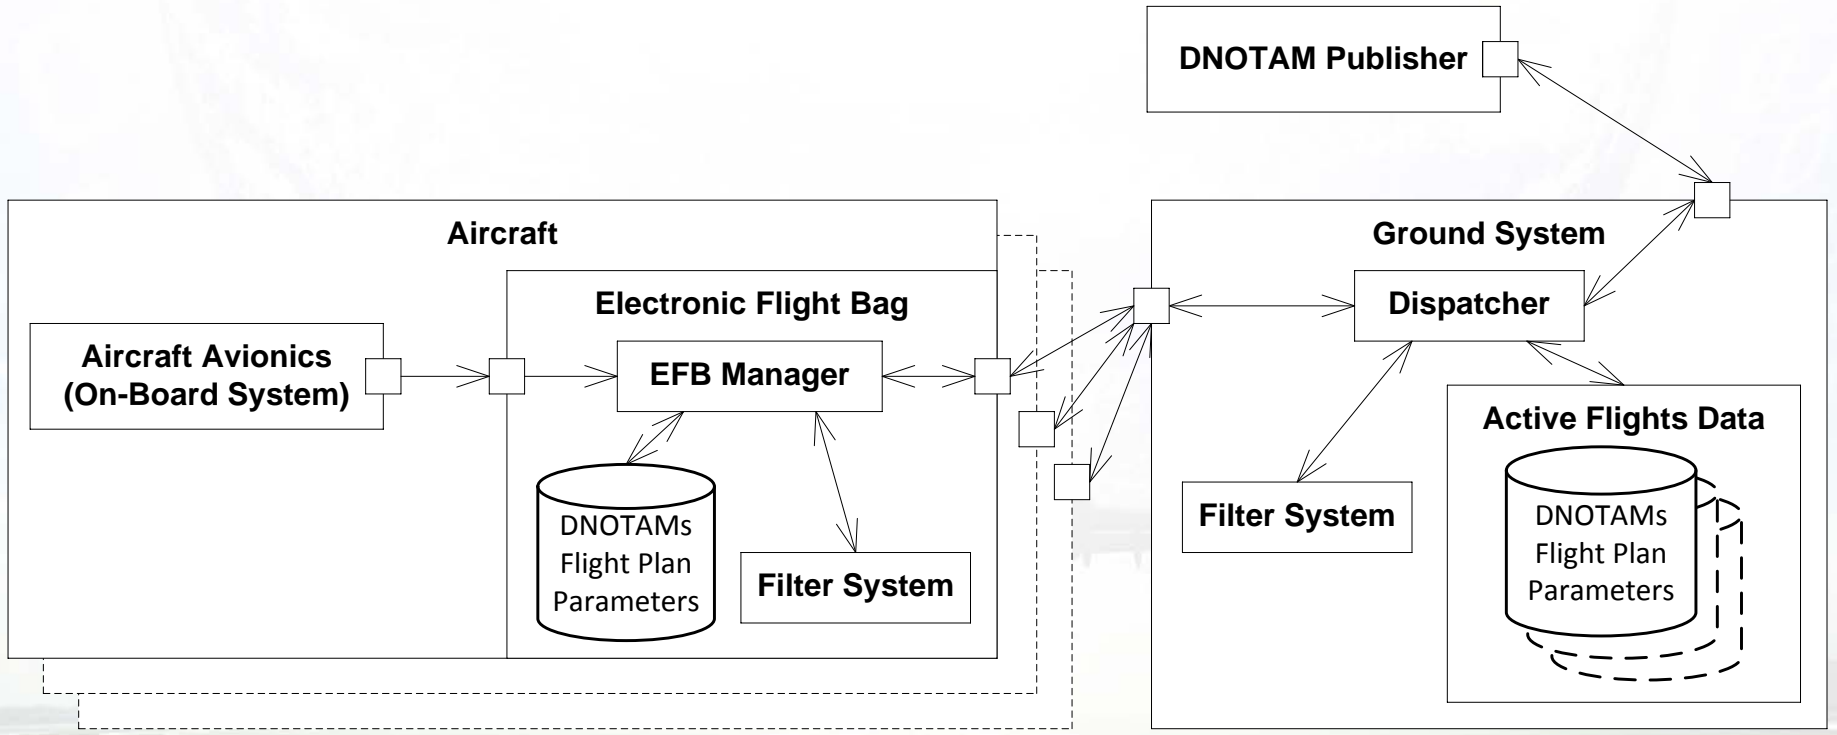 DNOTAM Publisher
Aircraft
Electronic Flight Bag
Aircraft Avionics
(On-Board System)
EFB Manager
DNOTAMs
Flight Plan
Parameters
Filter System
Ground System
Dispatcher
Filter System
Active Flights Data
DNOTAMs
Flight Plan
Parameters